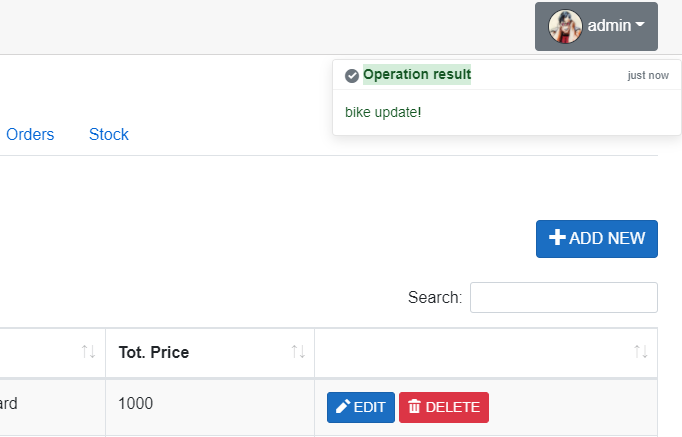 admin
Operation result just now
bike update!
Orders Stock
ADD NEW
Search:
Tot. Price
ard 1000 EDIT DELETE